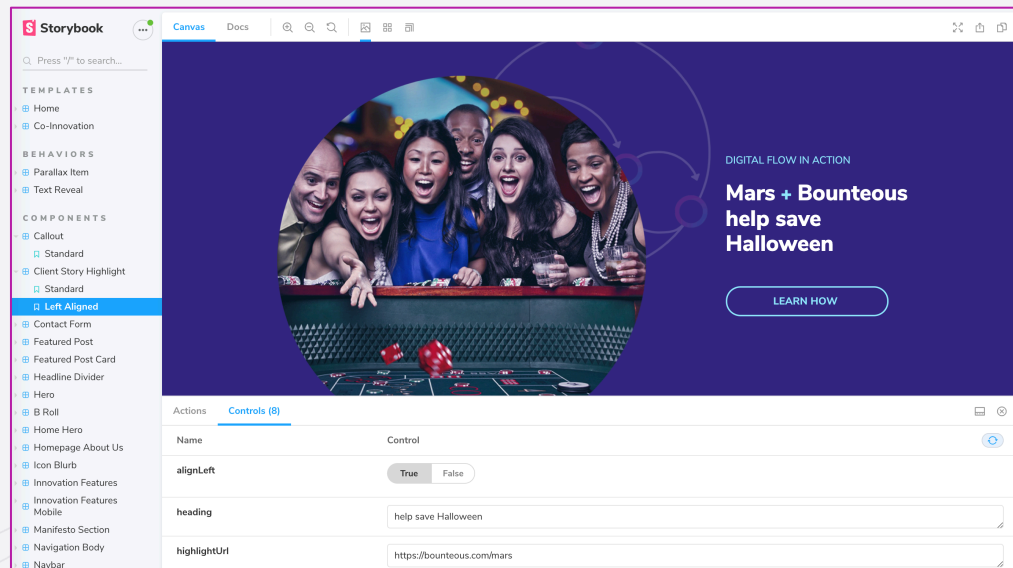 Storybook
Press "/" to search...
TEMPLATES
Home
Co-Innovation
BEHAVIORS
Parallax Item
Text Reveal
COMPONENTS
Callout
Standard
Client Story Highlight
Standard
Left Aligned
Contact Form
Featured Post
Featured Post Card
Headline Divider
Hero
B Roll
Home Hero
Homepage About Us
Icon Blurb
Innovation Features
Innovation Features
Mobile
Manifesto Section
Navigation Body
Navbar
Canvas Docs
DIGITAL FLOW IN ACTION
Mars + Bounteous
help save
Halloween
LEARN HOW
Actions Controls (8)
Name Control
alignLeft True False
heading help save Halloween
highlightUrl https://bounteous.com/mars